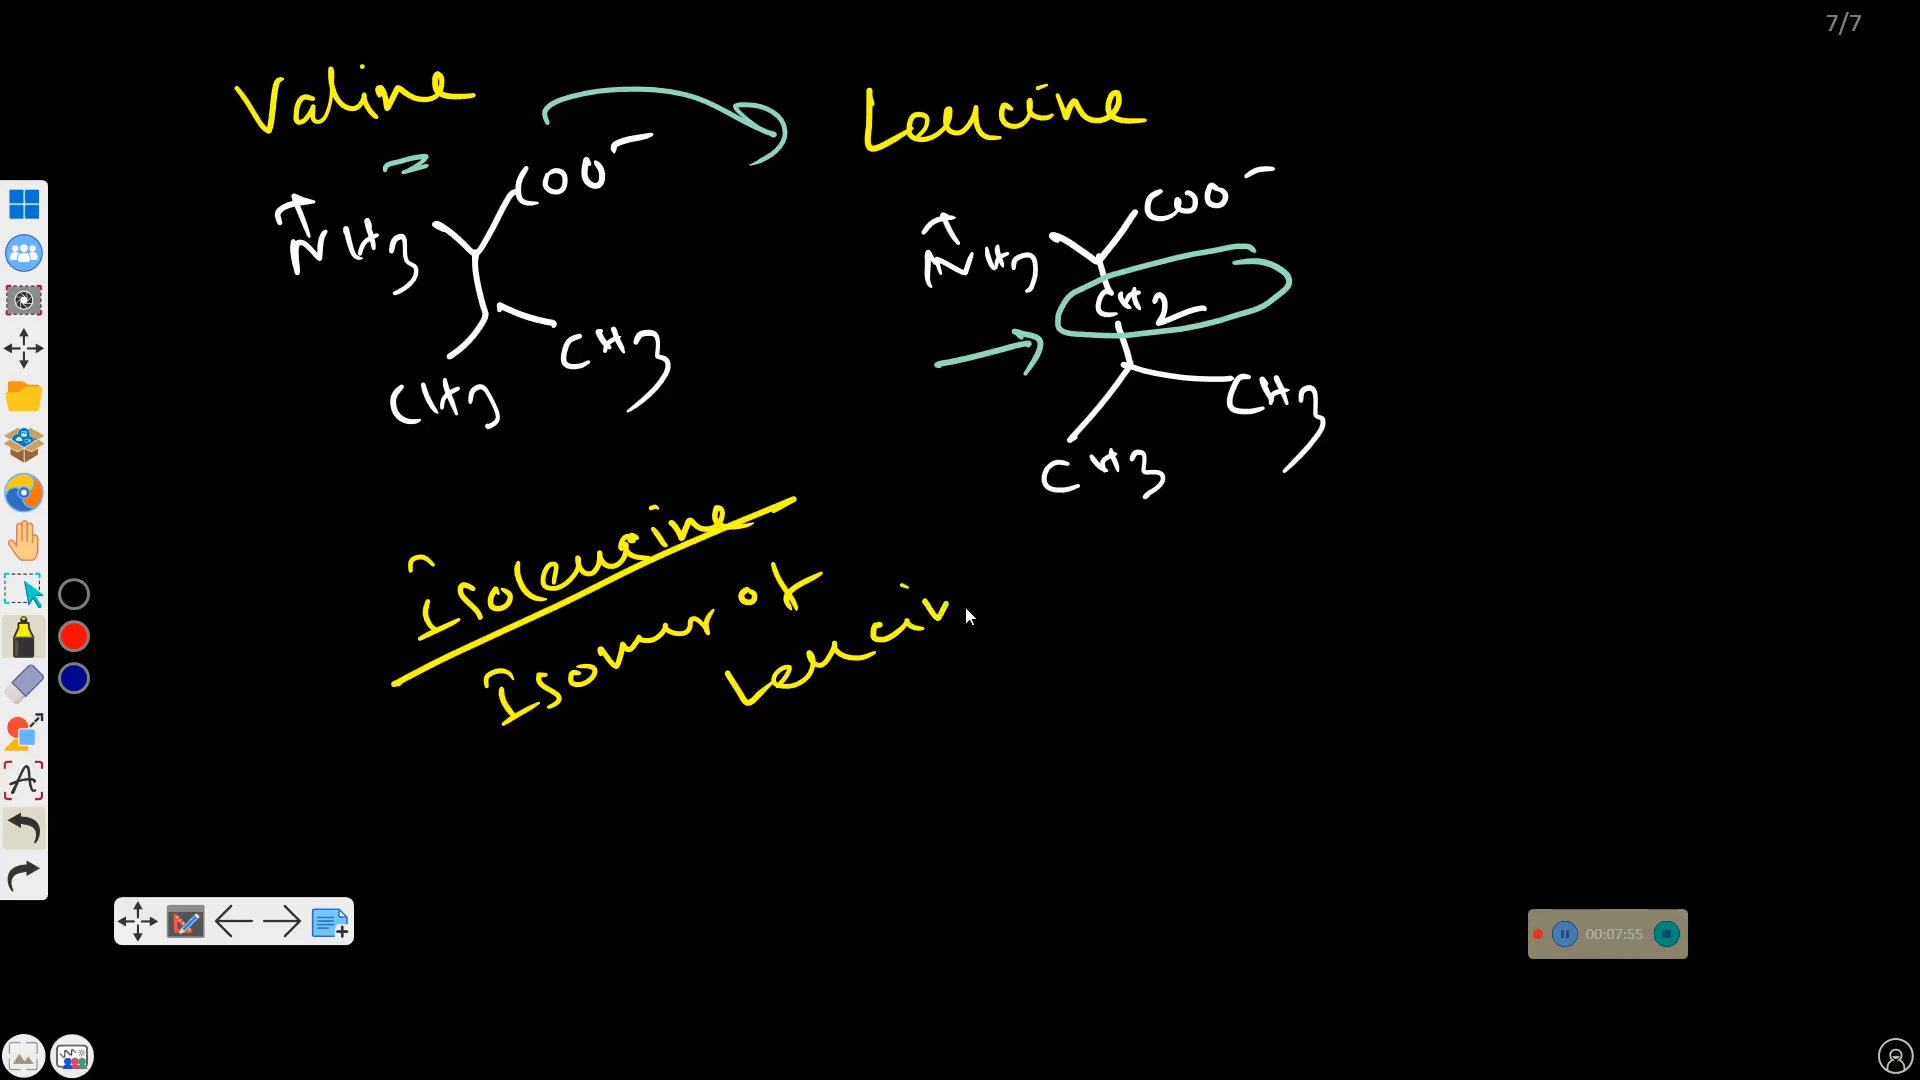 7/7
Valine
Leucine
COO⁻
COO⁻
NH3
NH3
CH2
CH3
CH3
CH3
CH3
Isoleucine
Isomer of
Leucin
00:07:55